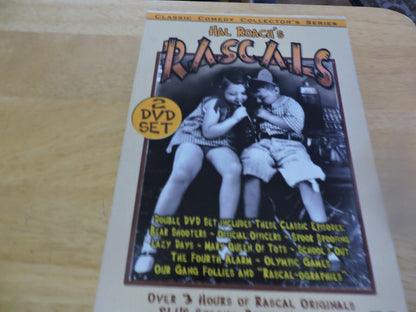 CLASSIC COMEDY COLLECTOR'S SERIES
HAL ROACH'S
RASCALS
2
DVD
SET
DOUBLE DVD SET INCLUDES THESE CLASSIC EPISODES:
BEAR SHOOTERS - OFFICIAL OFFICERS - SPOOK SPOOFING
LAZY DAYS - MARY QUEEN OF TOTS - SCHOOL'S OUT
THE FOURTH ALARM - OLYMPIC GAMES
OUR GANG FOLLIES AND "RASCAL-OGRAPHIES"
OVER 3 HOURS OF RASCAL ORIGINALS
PLUS